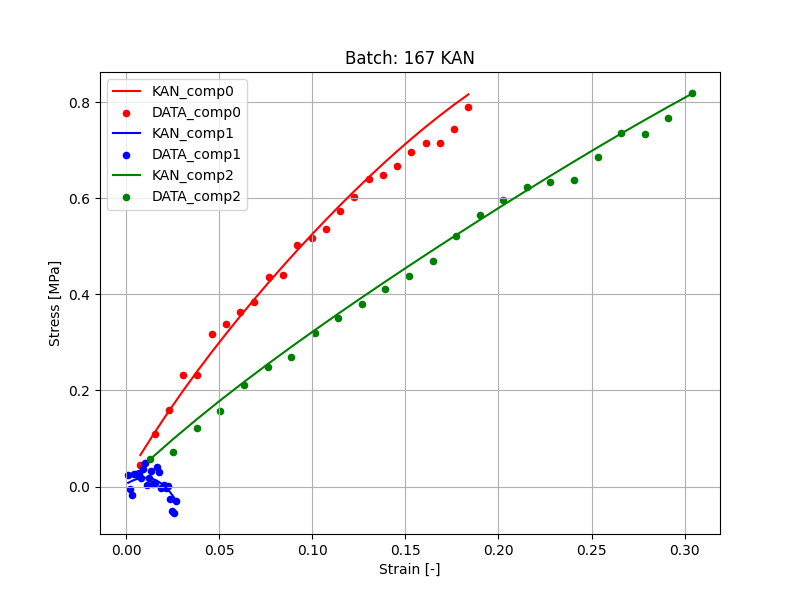 Batch: 167 KAN
KAN_comp0
DATA_comp0
KAN_comp1
DATA_comp1
KAN_comp2
DATA_comp2
Stress [MPa]
0.8
0.6
0.4
0.2
0.0
0.00 0.05 0.10 0.15 0.20 0.25 0.30
Strain [-]